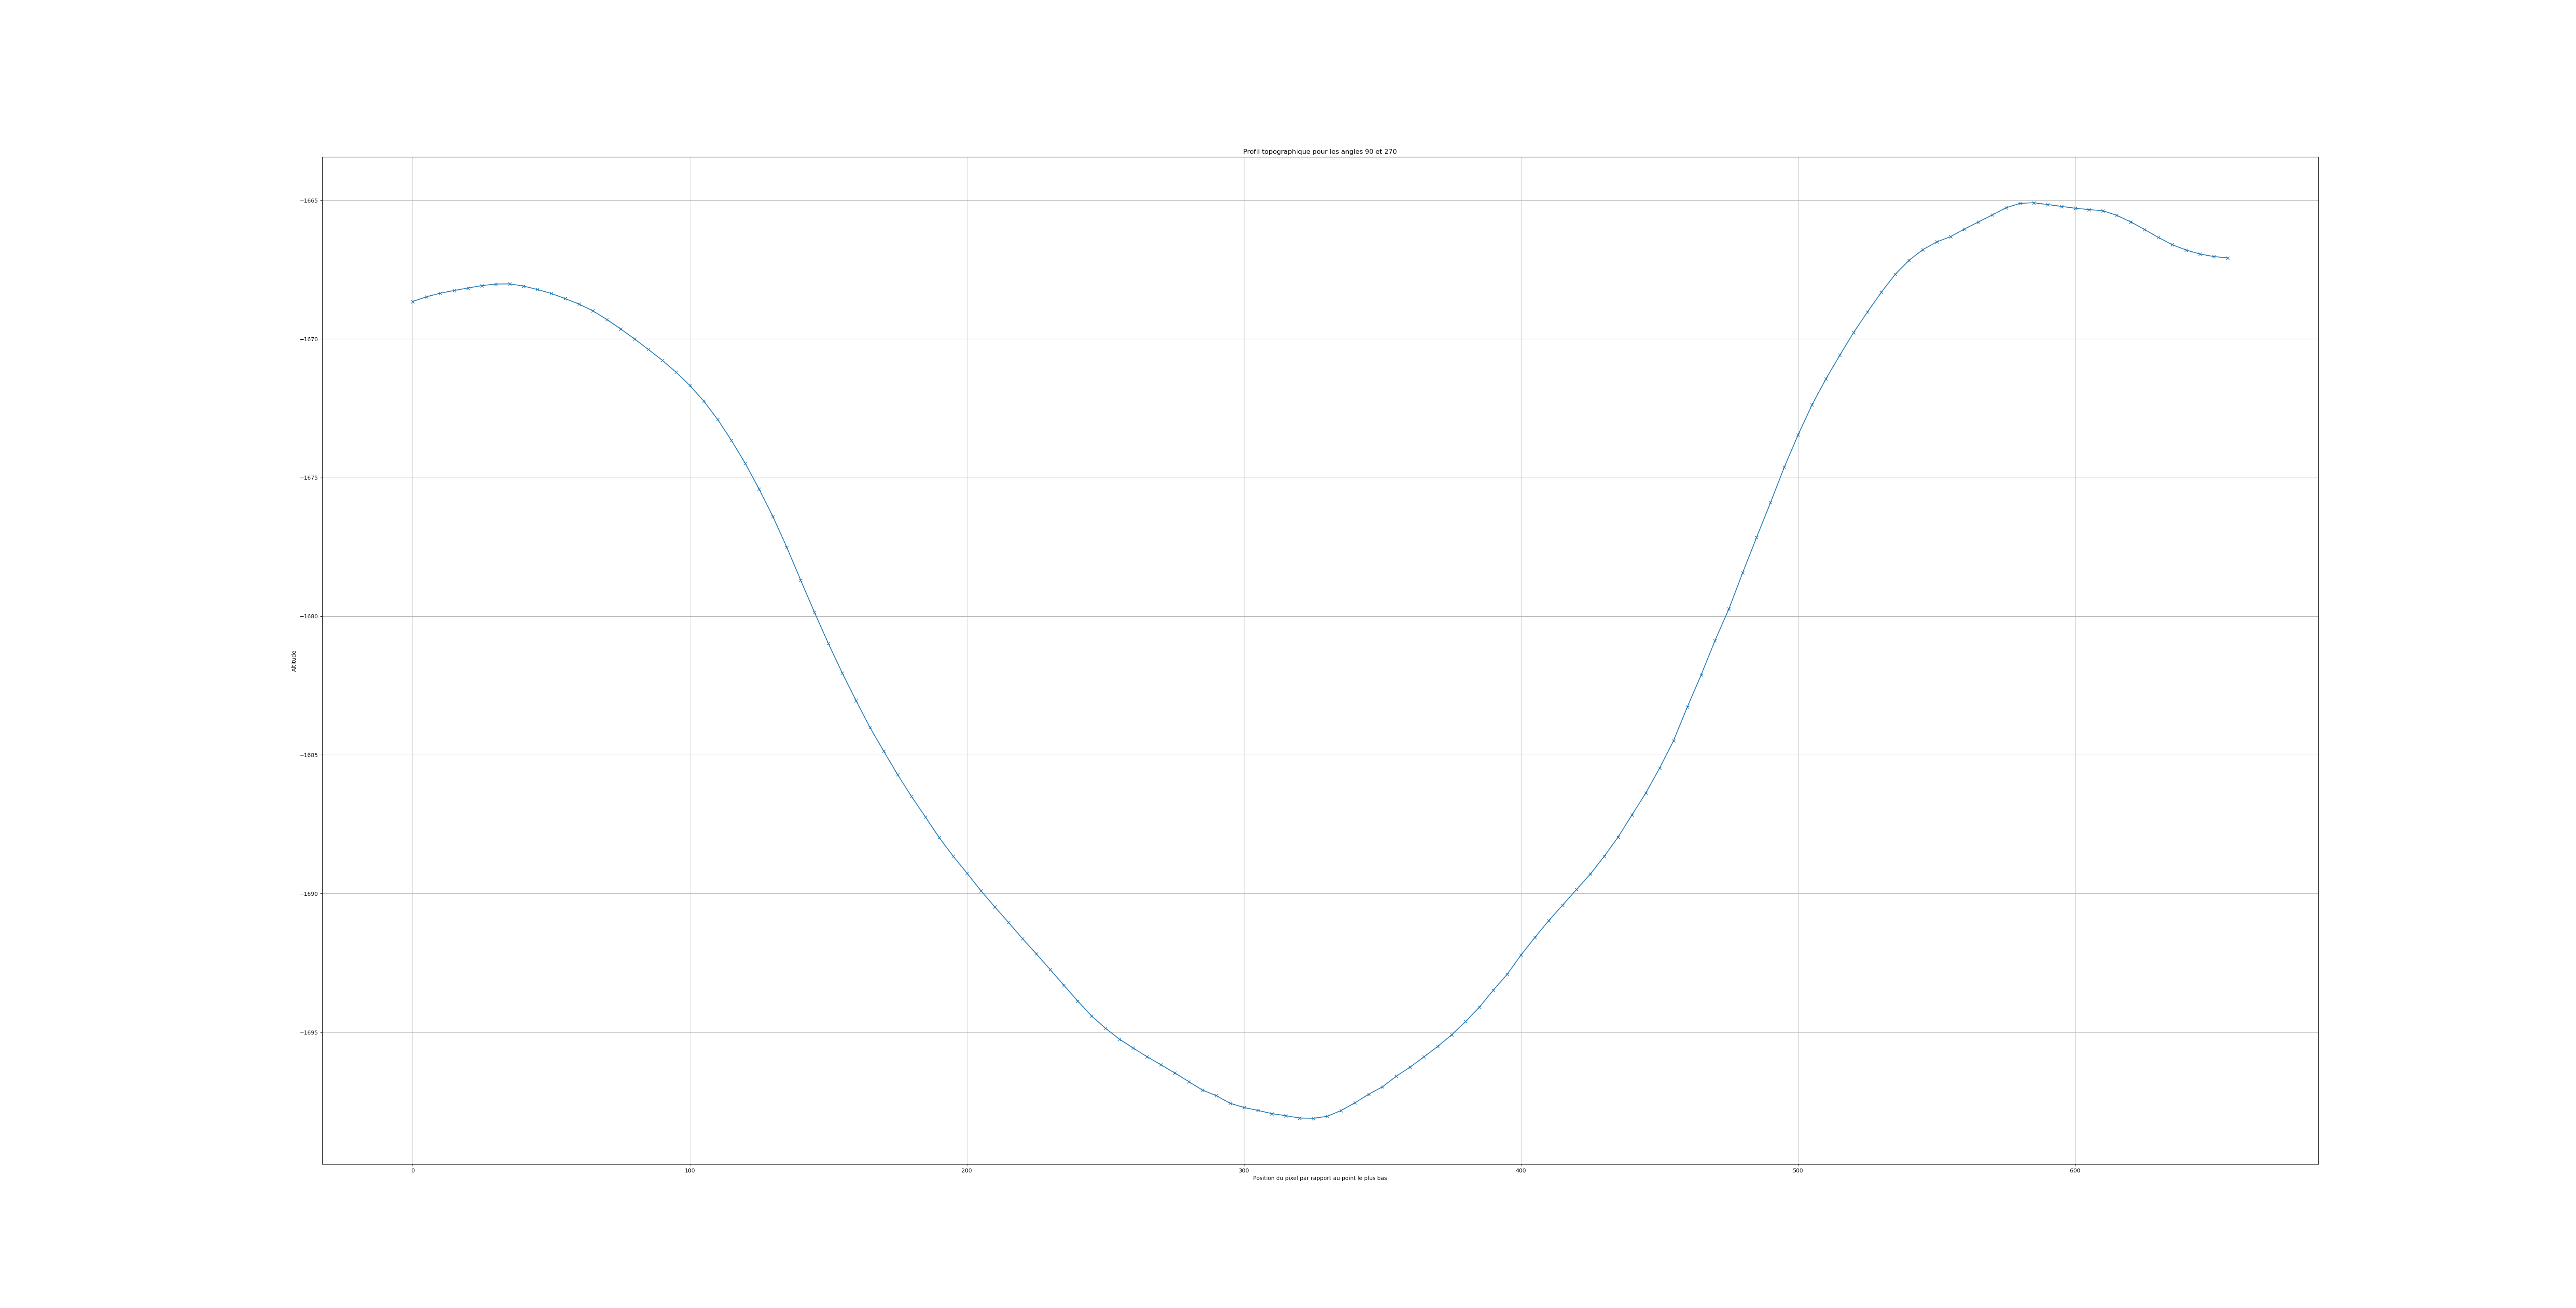 Profil topographique pour les angles 90 et 270
−1665
−1670
−1675
−1680
−1685
−1690
−1695
Altitude
0 100 200 300 400 500 600
Position du pixel par rapport au point le plus bas